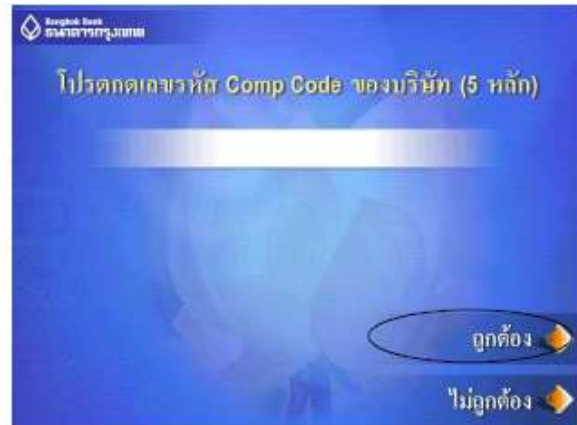 Bangkok Bank
ธนาคารกรุงเทพ
โปรดกดเลขรหัส Comp Code ของบริษัท (5 หลัก)
ถูกต้อง
ไม่ถูกต้อง